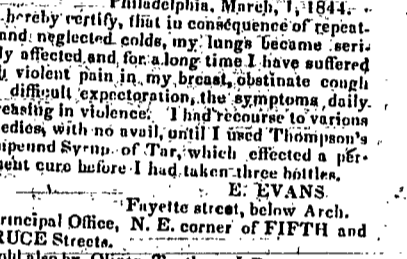 Philadelphia, March, 1, 1844.
hereby certify, that in consequence of repeat-
and neglected colds, my lungs became seri-
ly affected and for a long time I have suffered
violent pain in my breast, obstinate cough
difficult expectoration, the symptoms daily
reasing in violence. I had recourse to various
edies, with no avail, until I used Thompson's
mpound Syrup of Tar, which effected a per-
nent cure before I had taken three bottles.
E. EVANS
Fayette street, below Arch.
rincipal Office, N. E. corner of FIFTH and
RUCE Streets.